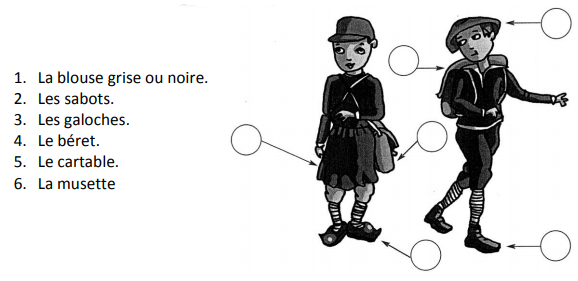 1. La blouse grise ou noire.
2. Les sabots.
3. Les galoches.
4. Le béret.
5. Le cartable.
6. La musette